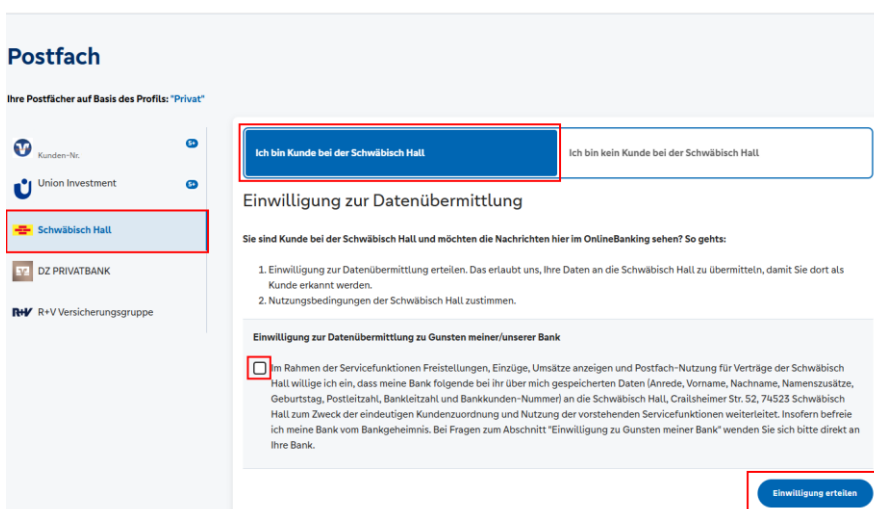 Postfach
Ihre Postfächer auf Basis des Profils: "Privat"
Kunden-Nr.
5+
Union Investment
5+
Schwäbisch Hall
DZ PRIVATBANK
R+V R+V Versicherungsgruppe
Ich bin Kunde bei der Schwäbisch Hall
Ich bin kein Kunde bei der Schwäbisch Hall
Einwilligung zur Datenübermittlung
Sie sind Kunde bei der Schwäbisch Hall und möchten die Nachrichten hier im OnlineBanking sehen? So gehts:
1. Einwilligung zur Datenübermittlung erteilen. Das erlaubt uns, Ihre Daten an die Schwäbisch Hall zu übermitteln, damit Sie dort als
Kunde erkannt werden.
2. Nutzungsbedingungen der Schwäbisch Hall zustimmen.
Einwilligung zur Datenübermittlung zu Gunsten meiner/unserer Bank
Im Rahmen der Servicefunktionen Freistellungen, Einzüge, Umsätze anzeigen und Postfach-Nutzung für Verträge der Schwäbisch
Hall willige ich ein, dass meine Bank folgende bei ihr über mich gespeicherten Daten (Anrede, Vorname, Nachname, Namenszusätze,
Geburtstag, Postleitzahl, Bankleitzahl und Bankkunden-Nummer) an die Schwäbisch Hall, Crailsheimer Str. 52, 74523 Schwäbisch
Hall zum Zweck der eindeutigen Kundenzuordnung und Nutzung der vorstehenden Servicefunktionen weiterleitet. Insofern befreie
ich meine Bank vom Bankgeheimnis. Bei Fragen zum Abschnitt "Einwilligung zu Gunsten meiner Bank" wenden Sie sich bitte direkt an
Ihre Bank.
Einwilligung erteilen